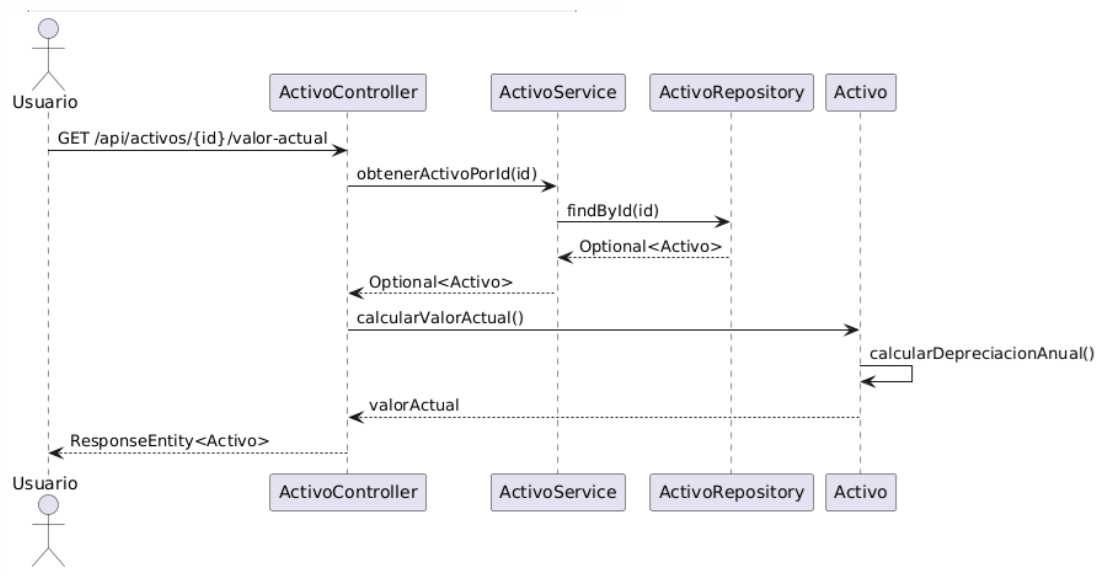 Usuario
ActivoController
ActivoService
ActivoRepository
Activo
GET /api/activos/{id}/valor-actual
obtenerActivoPorId(id)
findById(id)
Optional<Activo>
Optional<Activo>
calcularValorActual()
calcularDepreciacionAnual()
valorActual
ResponseEntity<Activo>
Usuario
ActivoController
ActivoService
ActivoRepository
Activo